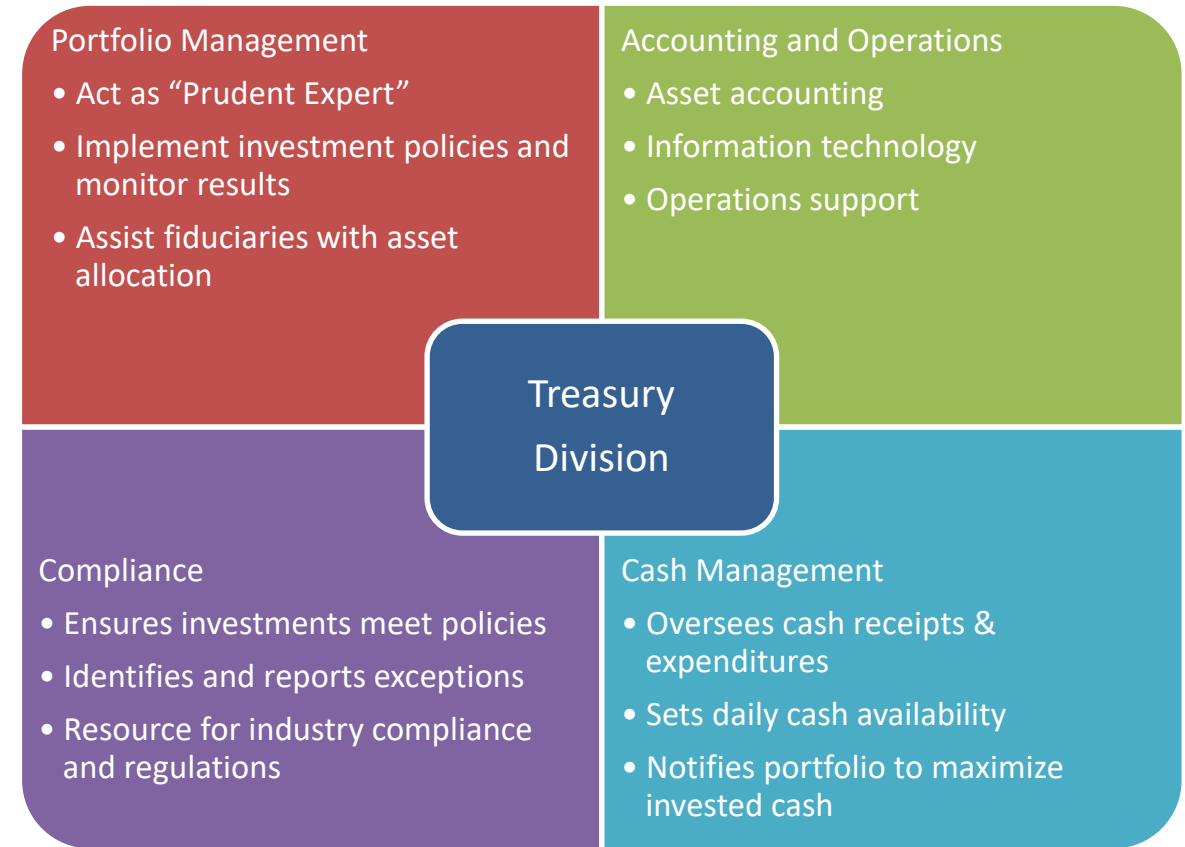 Portfolio Management
• Act as “Prudent Expert”
• Implement investment policies and
monitor results
• Assist fiduciaries with asset
allocation
Accounting and Operations
• Asset accounting
• Information technology
• Operations support
Treasury
Division
Compliance
• Ensures investments meet policies
• Identifies and reports exceptions
• Resource for industry compliance
and regulations
Cash Management
• Oversees cash receipts &
expenditures
• Sets daily cash availability
• Notifies portfolio to maximize
invested cash